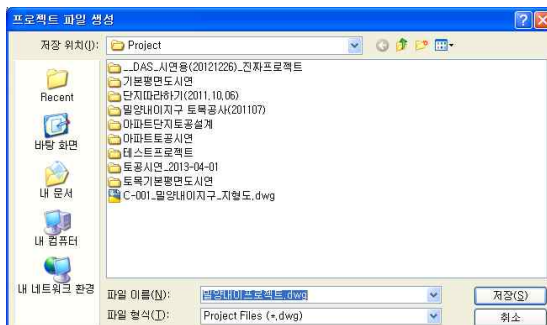 프로젝트 파일 생성
저장 위치(I): Project
Recent
바탕 화면
내 문서
내 컴퓨터
내 네트워크 환경
__DAS_시연용(20121226)_진짜프로젝트
기본평면도시연
단지따라하기(2011,10,06)
밀양내이지구 토목공사(201107)
아파트단지토공설계
아파트토공시연
테스트프로젝트
토공시연_2013-04-01
토목기본평면도시연
C-001_밀양내이지구_지형도,dwg
파일 이름(N): 밀양내이프로젝트,dwg 저장(S)
파일 형식(T): Project Files (*,dwg) 취소